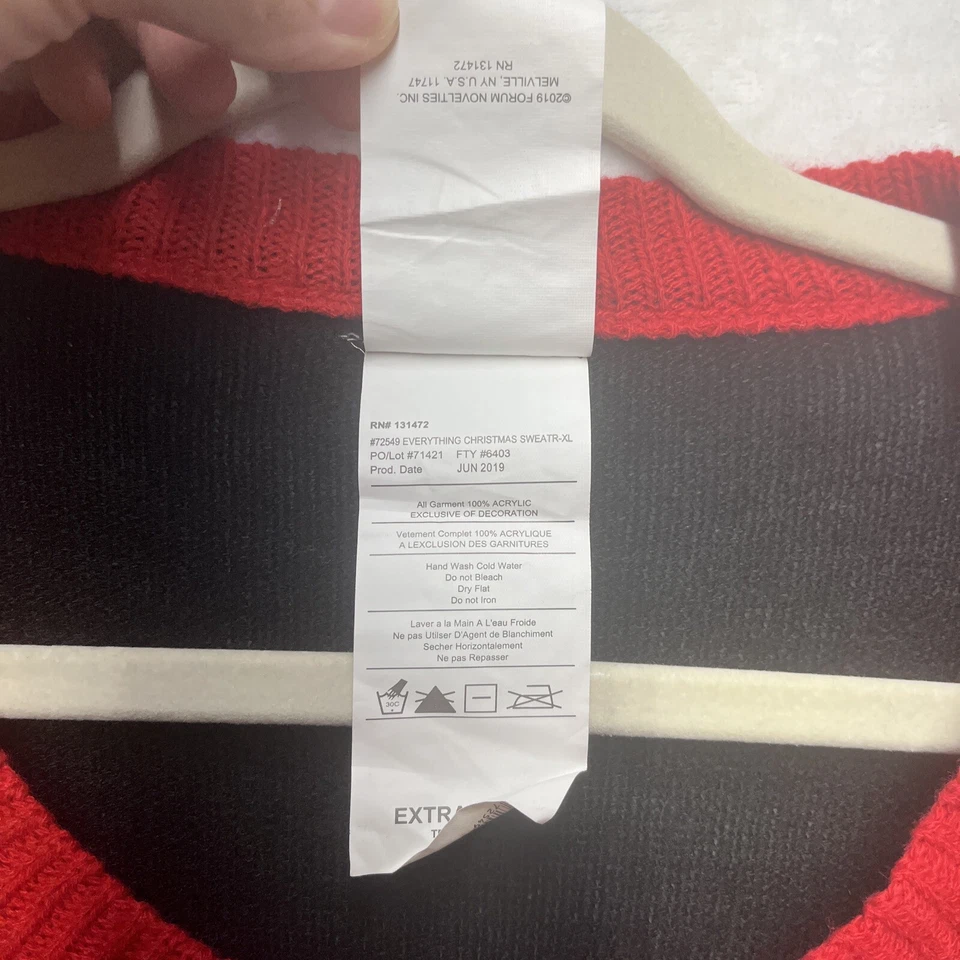 ©2019 FORUM NOVELTIES INC.
MELVILLE, NY U.S.A. 11747
RN 131472
RN# 131472
#72549 EVERYTHING CHRISTMAS SWEATR-XL
PO/Lot #71421 FTY #6403
Prod. Date JUN 2019
All Garment 100% ACRYLIC
EXCLUSIVE OF DECORATION
Vetement Complet 100% ACRYLIQUE
A LEXCLUSION DES GARNITURES
Hand Wash Cold Water
Do not Bleach
Dry Flat
Do not Iron
Laver a la Main A L'eau Froide
Ne pas Utilser D'Agent de Blanchiment
Secher Horizontalement
Ne pas Repasser
30C
EXTRA